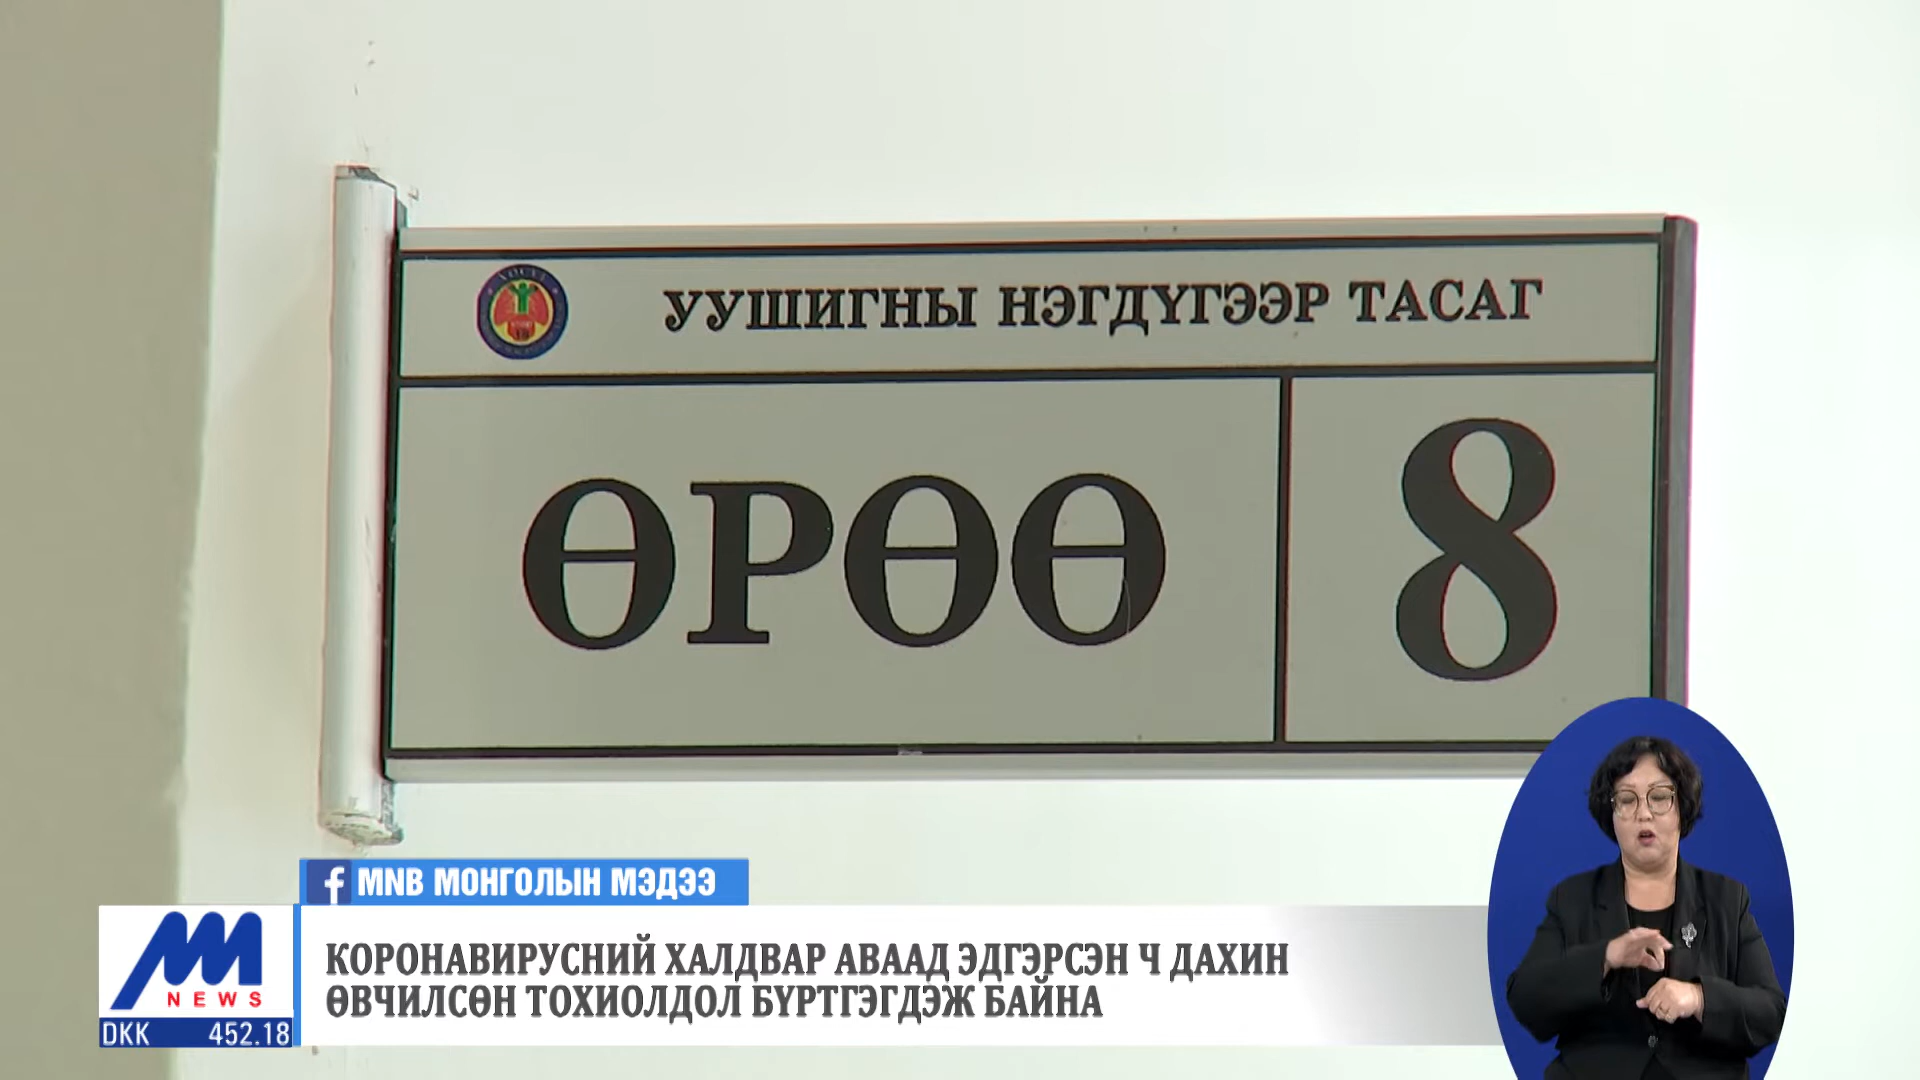 УУШИГНЫ НЭГДҮГЭЭР ТАСАГ
ӨРӨӨ 8
MNB МОНГОЛЫН МЭДЭЭ
NEWS
КОРОНАВИРУСНИЙ ХАЛДВАР АВААД ЭДГЭРСЭН Ч ДАХИН
ӨВЧИЛСӨН ТОХИОЛДОЛ БҮРТГЭГДЭЖ БАЙНА
DKK 452.18